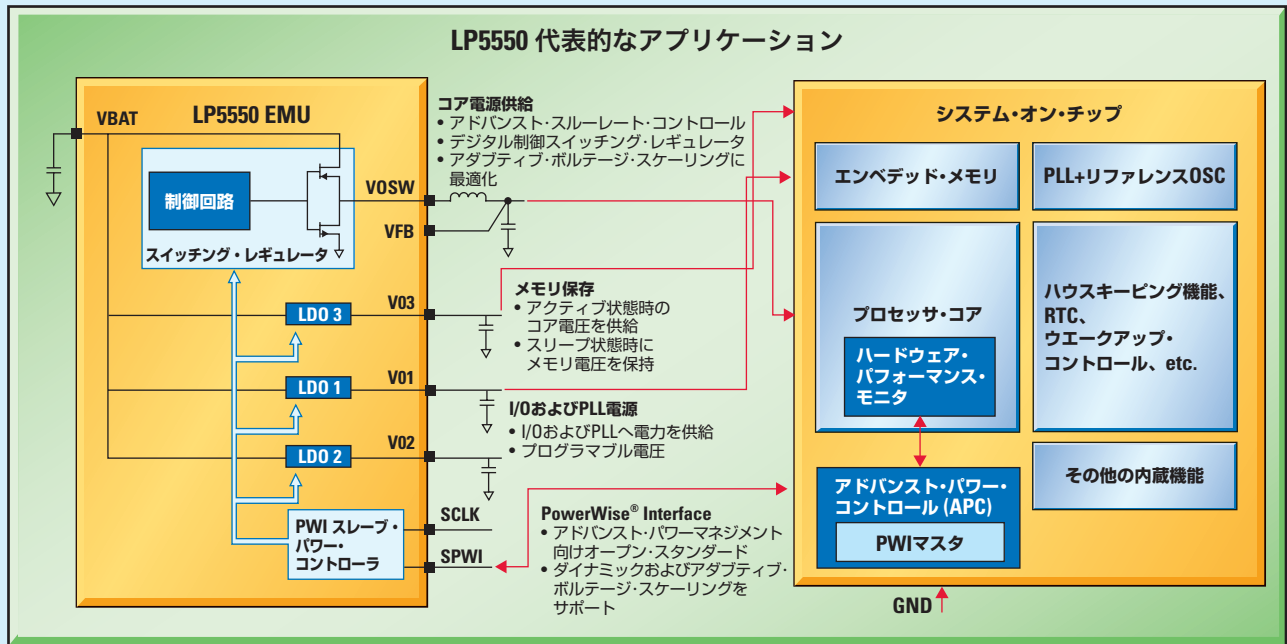 LP5550 代表的なアプリケーション
LP5550 EMU
VBAT
制御回路
スイッチング・レギュレータ
VOSW
VFB
LDO 3
V03
LDO 1
V01
LDO 2
V02
PWI スレーブ・
パワー・
コントローラ
SCLK
SPWI
コア電源供給
• アドバンスト・スルーレート・コントロール
• デジタル制御スイッチング・レギュレータ
• アダプティブ・ボルテージ・スケーリングに
最適化
メモリ保存
• アクティブ状態時の
コア電圧を供給
• スリープ状態時に
メモリ電圧を保持
I/OおよびPLL電源
• I/OおよびPLLへ電力を供給
• プログラマブル電圧
PowerWise® Interface
• アドバンスト・パワーマネジメント
向けオープン・スタンダード
• ダイナミックおよびアダプティブ・
ボルテージ・スケーリングを
サポート
システム・オン・チップ
エンベデッド・メモリ
PLL+リファレンスOSC
プロセッサ・コア
ハードウェア・
パフォーマンス・
モニタ
ハウスキーピング機能、
RTC、
ウエークアップ・
コントロール、etc.
アドバンスト・パワー・
コントロール (APC)
PWIマスタ
その他の内蔵機能
GND